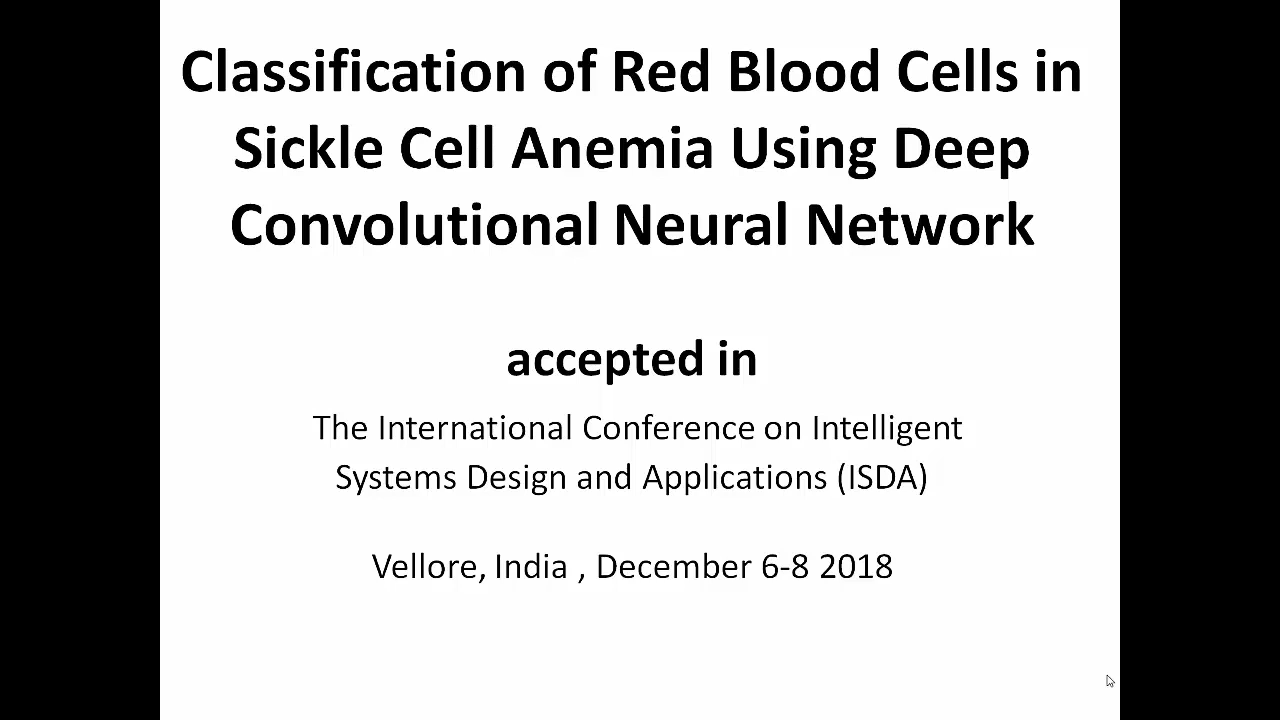 Classification of Red Blood Cells in
Sickle Cell Anemia Using Deep
Convolutional Neural Network
accepted in
The International Conference on Intelligent
Systems Design and Applications (ISDA)
Vellore, India , December 6-8 2018